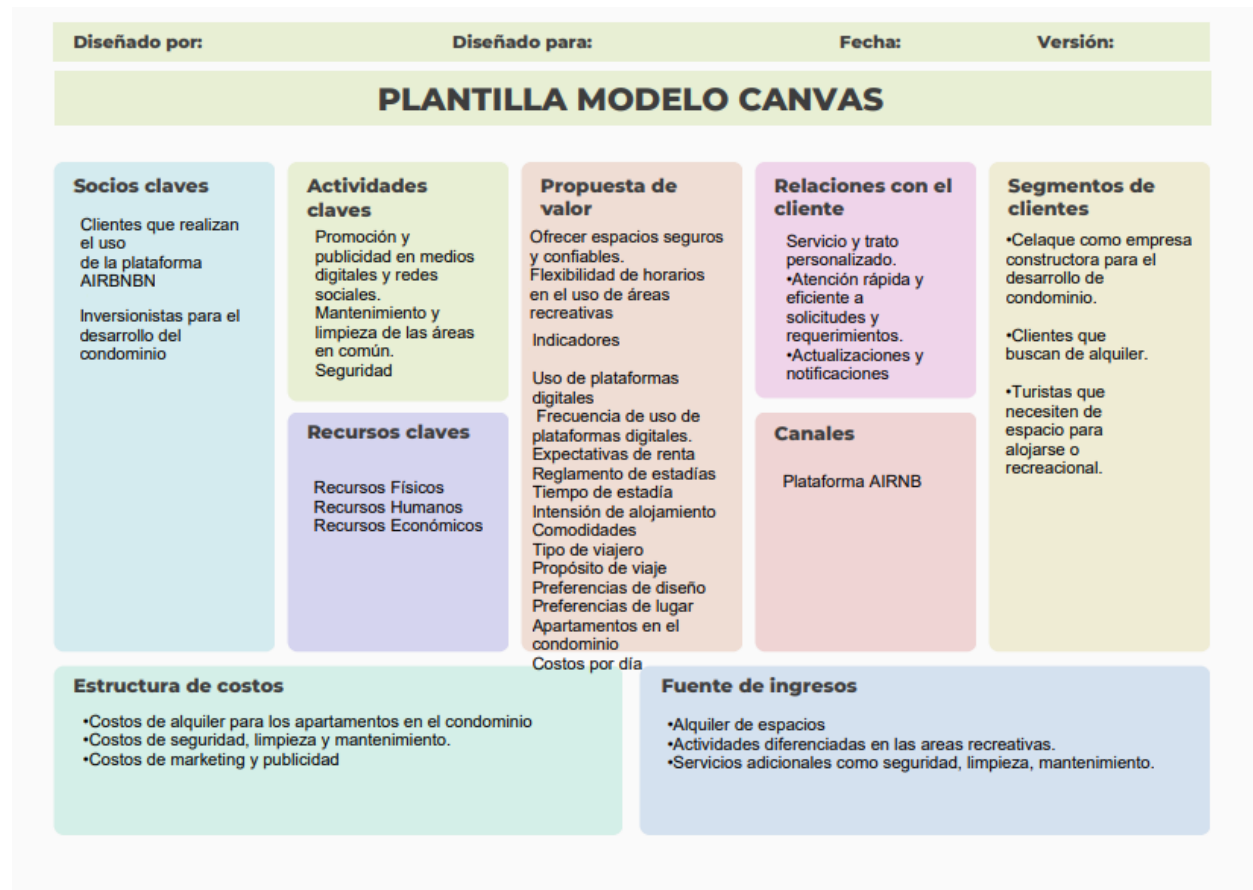 Diseñado por: Diseñado para: Fecha: Versión:
PLANTILLA MODELO CANVAS
Socios claves
Clientes que realizan
el uso
de la plataforma
AIRBNBN
Inversionistas para el
desarrollo del
condominio
Actividades
claves
Promoción y
publicidad en medios
digitales y redes
sociales.
Mantenimiento y
limpieza de las áreas
en común.
Seguridad
Recursos claves
Recursos Físicos
Recursos Humanos
Recursos Económicos
Propuesta de
valor
Ofrecer espacios seguros
y confiables.
Flexibilidad de horarios
en el uso de áreas
recreativas
Indicadores
Uso de plataformas
digitales
Frecuencia de uso de
plataformas digitales.
Expectativas de renta
Reglamento de estadías
Tiempo de estadía
Intensión de alojamiento
Comodidades
Tipo de viajero
Propósito de viaje
Preferencias de diseño
Preferencias de lugar
Apartamentos en el
condominio
Costos por día
Relaciones con el
cliente
Servicio y trato
personalizado.
•Atención rápida y
eficiente a
solicitudes y
requerimientos.
•Actualizaciones y
notificaciones
Canales
Plataforma AIRNB
Segmentos de
clientes
•Celaque como empresa
constructora para el
desarrollo de
condominio.
•Clientes que
buscan de alquiler.
•Turistas que
necesiten de
espacio para
alojarse o
recreacional.
Estructura de costos
•Costos de alquiler para los apartamentos en el condominio
•Costos de seguridad, limpieza y mantenimiento.
•Costos de marketing y publicidad
Fuente de ingresos
•Alquiler de espacios
•Actividades diferenciadas en las areas recreativas.
•Servicios adicionales como seguridad, limpieza, mantenimiento.